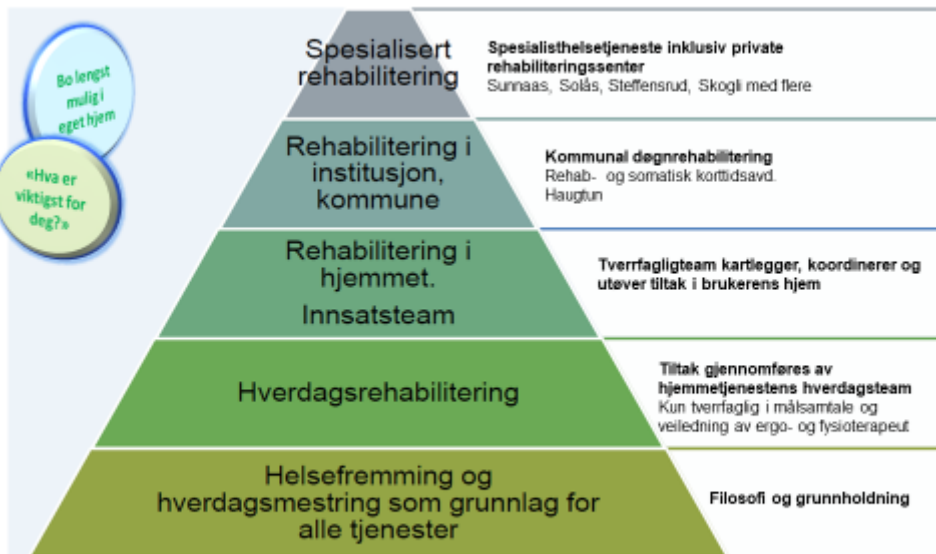 Bo lengst
mulig i
eget hjem
«Hva er
viktigst for
deg?»
Spesialisert
rehabilitering
Spesialisthelsetjeneste inklusiv private
rehabiliteringssenter
Sunnaas, Solås, Steffensrud, Skogli med flere
Rehabilitering i
institusjon,
kommune
Kommunal døgnrehabilitering
Rehab- og somatisk korttidsavd.
Haugtun
Rehabilitering i
hjemmet.
Innsatsteam
Tverrfagligteam kartlegger, koordinerer og
utøver tiltak i brukerens hjem
Hverdagsrehabilitering
Tiltak gjennomføres av
hjemmetjenestens hverdagsteam
Kun tverrfaglig i målsamtale og
veiledning av ergo- og fysioterapeut
Helsefremming og
hverdagsmestring som grunnlag for
alle tjenester
Filosofi og grunnholdning